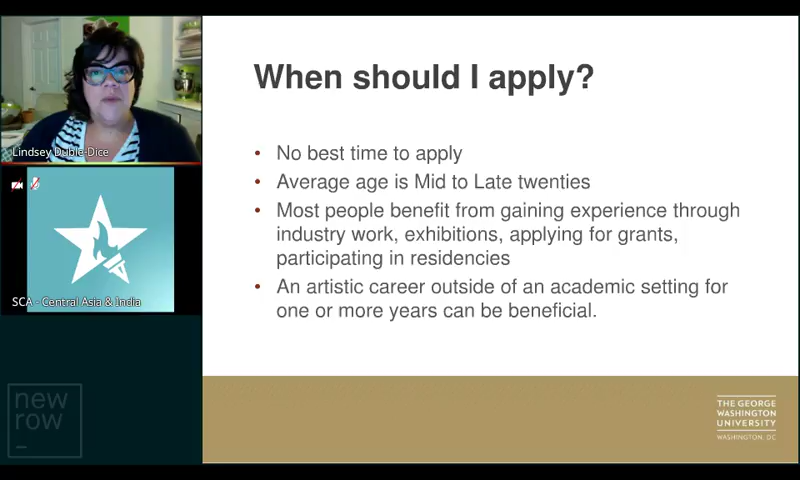 When should I apply?
• No best time to apply
• Average age is Mid to Late twenties
• Most people benefit from gaining experience through
industry work, exhibitions, applying for grants,
participating in residencies
• An artistic career outside of an academic setting for
one or more years can be beneficial.
THE GEORGE
WASHINGTON
UNIVERSITY
WASHINGTON, DC
Lindsey Duble-Dice
SCA - Central Asia & India
new
row